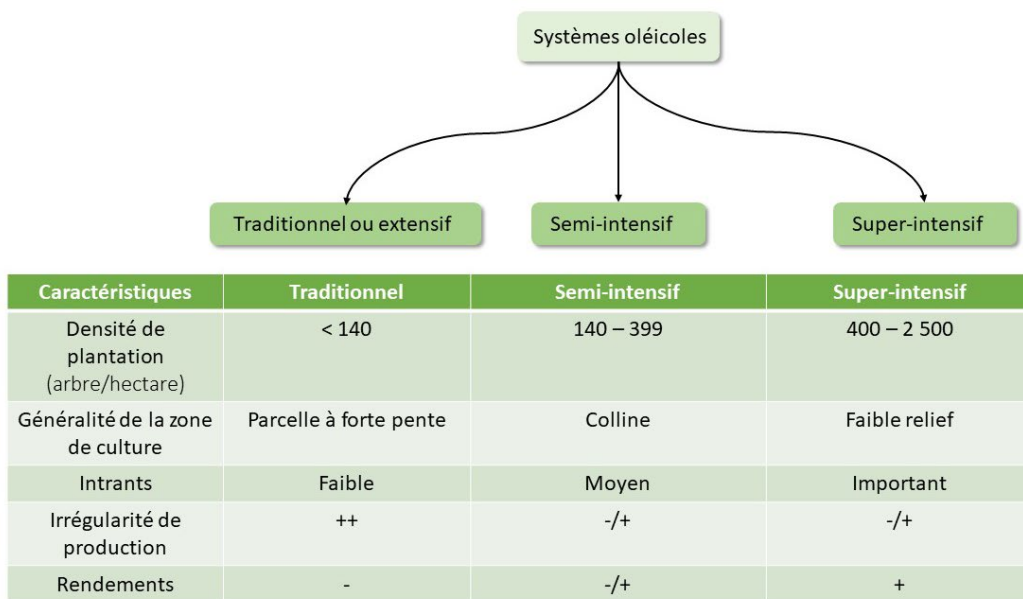 Systèmes oléicoles
Traditionnel ou extensif
Semi-intensif
Super-intensif
Caractéristiques Traditionnel Semi-intensif Super-intensif
Densité de < 140 140 – 399 400 – 2 500
plantation
(arbre/hectare)
Généralité de la zone Parcelle à forte pente Colline Faible relief
de culture
Intrants Faible Moyen Important
Irrégularité de ++ -/+ -/+
production
Rendements - -/+ +